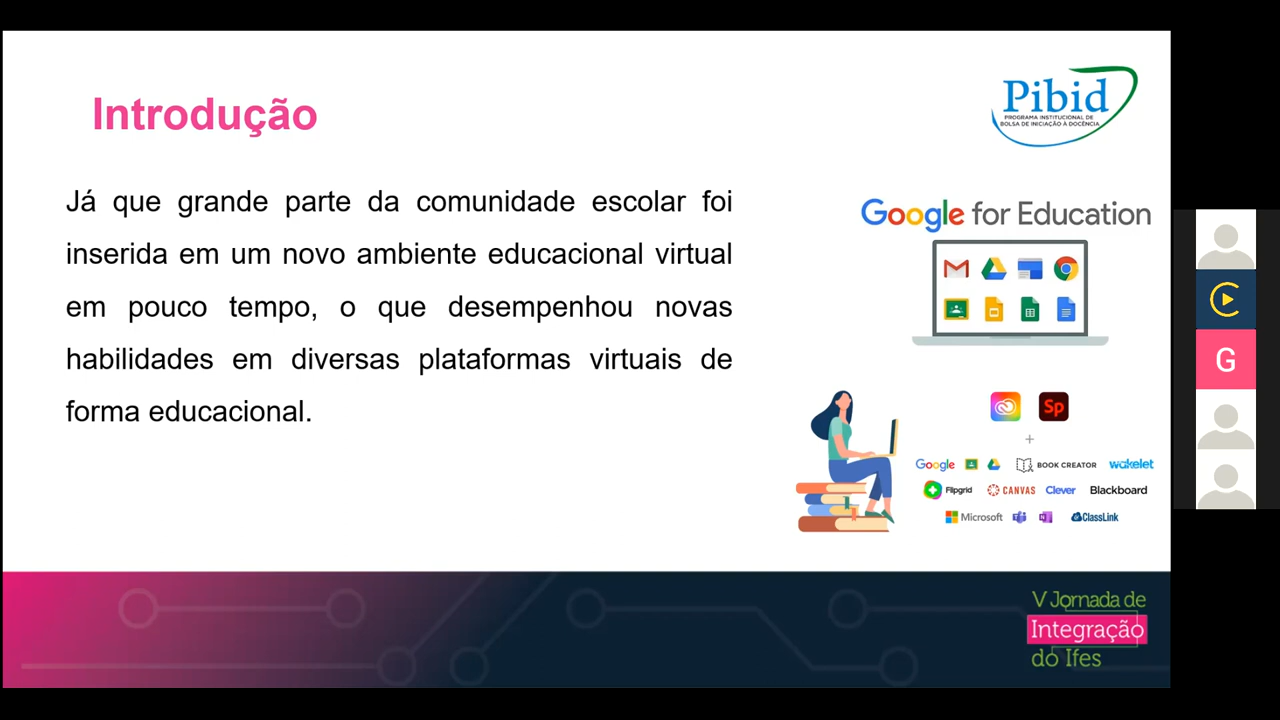 Introdução
Pibid
PROGRAMA INSTITUCIONAL DE
BOLSA DE INICIAÇÃO À DOCÊNCIA
Já que grande parte da comunidade escolar foi
inserida em um novo ambiente educacional virtual
em pouco tempo, o que desempenhou novas
habilidades em diversas plataformas virtuais de
forma educacional.
Google for Education
Sp
+
Google BOOK CREATOR wakelet
Flipgrid CANVAS Clever Blackboard
Microsoft ClassLink
G
V Jornada de
Integração
do Ifes